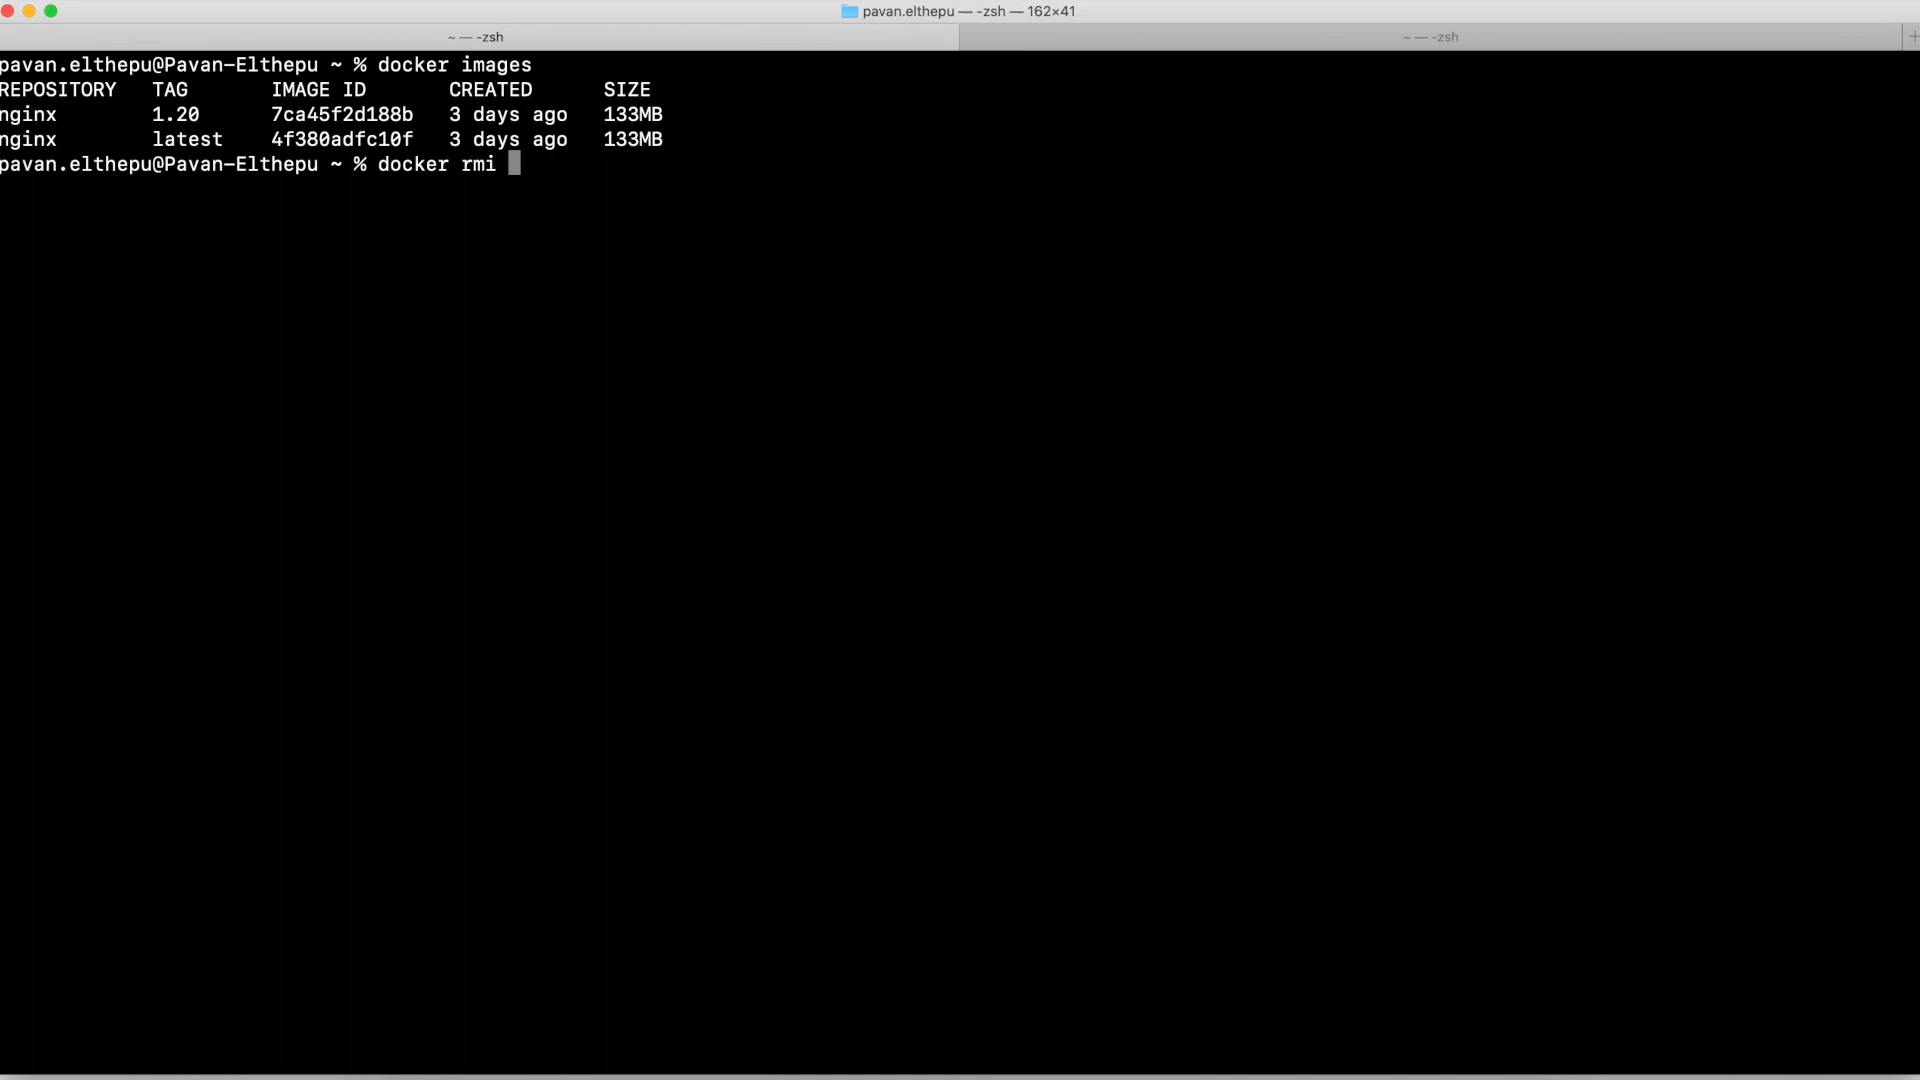 pavan.elthepu — -zsh — 162×41
~ — -zsh
~ — -zsh
pavan.elthepu@Pavan-Elthepu ~ % docker images
REPOSITORY TAG IMAGE ID CREATED SIZE
nginx 1.20 7ca45f2d188b 3 days ago 133MB
nginx latest 4f380adfc10f 3 days ago 133MB
pavan.elthepu@Pavan-Elthepu ~ % docker rmi